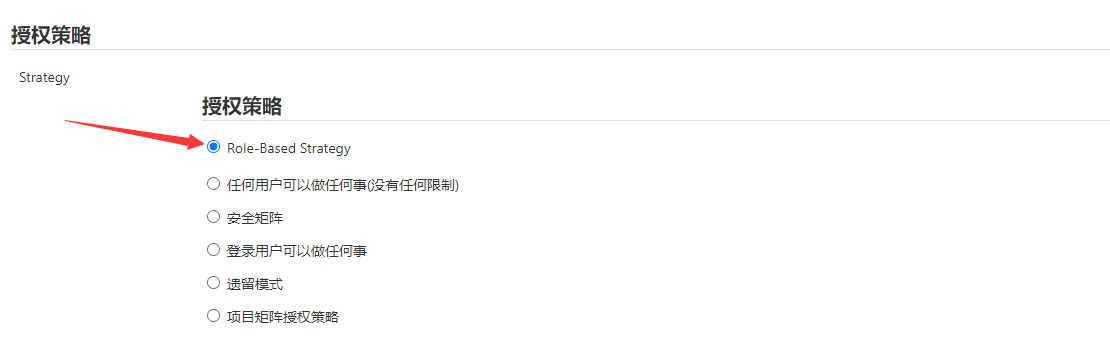 授权策略
Strategy
授权策略
Role-Based Strategy
任何用户可以做任何事(没有任何限制)
安全矩阵
登录用户可以做任何事
遗留模式
项目矩阵授权策略